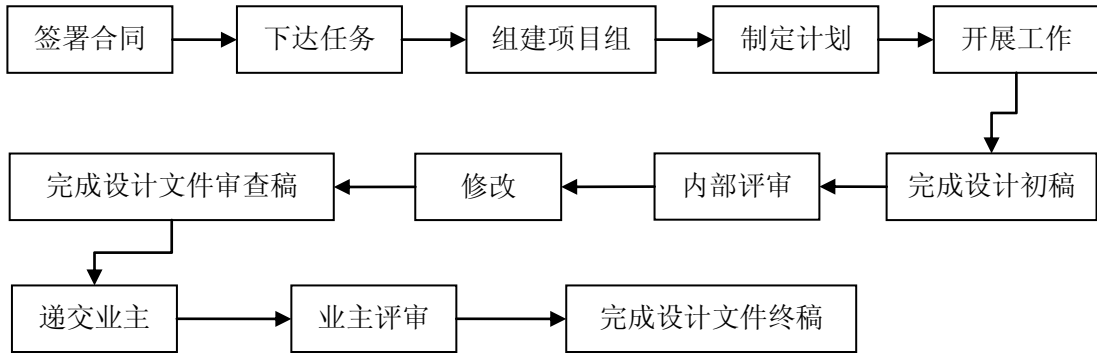 签署合同
下达任务
组建项目组
制定计划
开展工作
完成设计初稿
内部评审
修改
完成设计文件审查稿
递交业主
业主评审
完成设计文件终稿